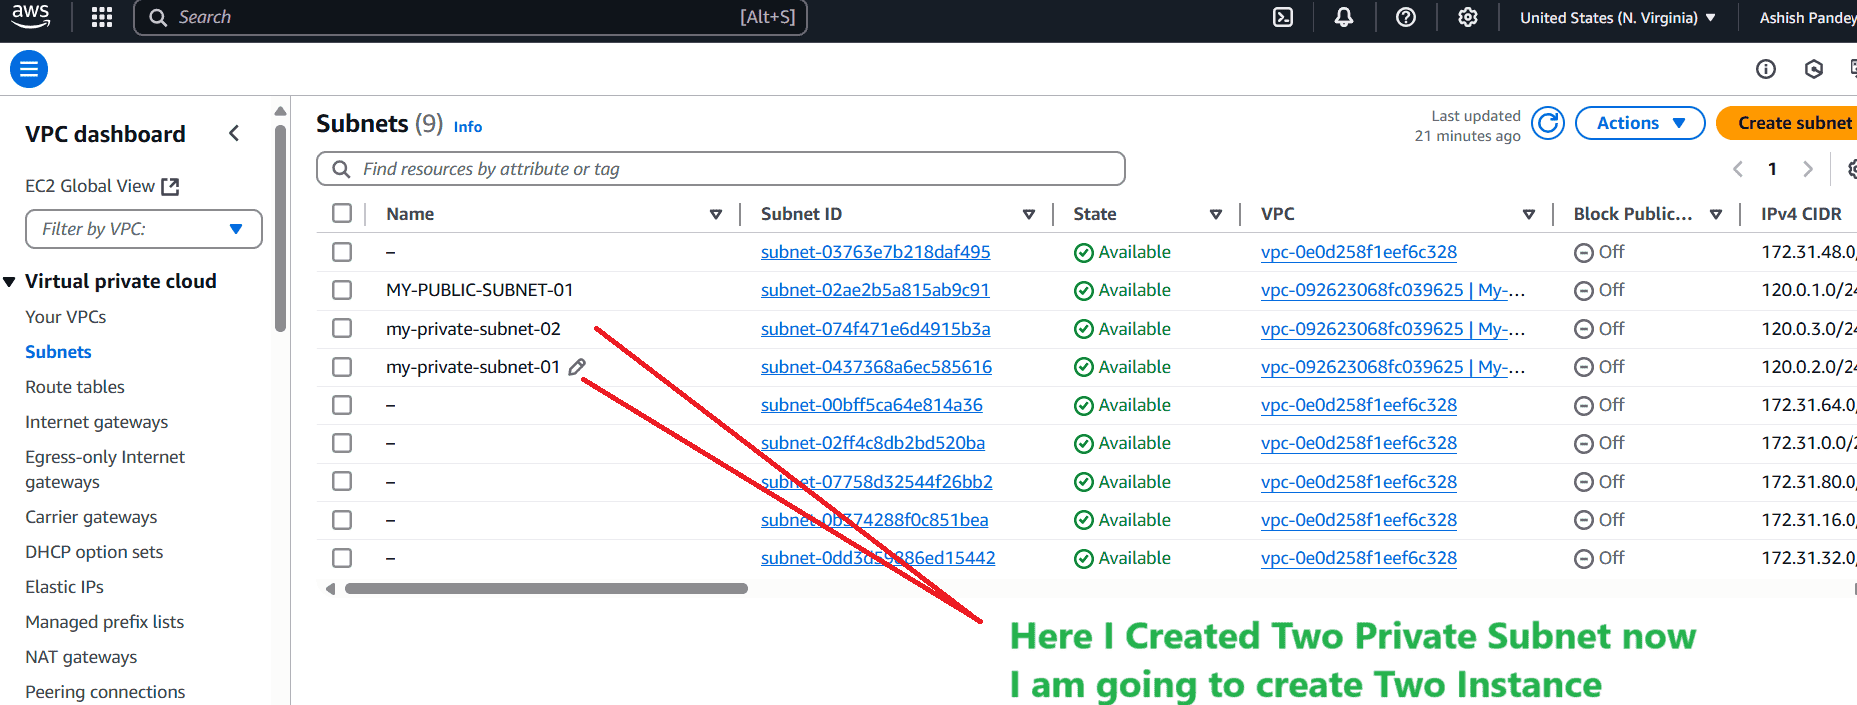 aws
Search [Alt+S] United States (N. Virginia) Ashish Pandey
VPC dashboard
EC2 Global View
Filter by VPC:
Virtual private cloud
Your VPCs
Subnets
Route tables
Internet gateways
Egress-only Internet
gateways
Carrier gateways
DHCP option sets
Elastic IPs
Managed prefix lists
NAT gateways
Peering connections
Subnets (9) Info
Last updated
21 minutes ago
Actions
Create subnet
Find resources by attribute or tag
1
Name Subnet ID State VPC Block Public... IPv4 CIDR
– subnet-03763e7b218daf495 Available vpc-0e0d258f1eef6c328 Off 172.31.48.0/
MY-PUBLIC-SUBNET-01 subnet-02ae2b5a815ab9c91 Available vpc-092623068fc039625 | My-... Off 120.0.1.0/24
my-private-subnet-02 subnet-074f471e6d4915b3a Available vpc-092623068fc039625 | My-... Off 120.0.3.0/24
my-private-subnet-01 subnet-0437368a6ec585616 Available vpc-092623068fc039625 | My-... Off 120.0.2.0/24
– subnet-00bff5ca64e814a36 Available vpc-0e0d258f1eef6c328 Off 172.31.64.0/
– subnet-02ff4c8db2bd520ba Available vpc-0e0d258f1eef6c328 Off 172.31.0.0/2
– subnet-07758d32544f26bb2 Available vpc-0e0d258f1eef6c328 Off 172.31.80.0/
– subnet-0b374288f0c851bea Available vpc-0e0d258f1eef6c328 Off 172.31.16.0/
– Available vpc-0e0d258f1eef6c328 Off 172.31.32.0/
Here I Created Two Private Subnet now
I am going to create Two Instance